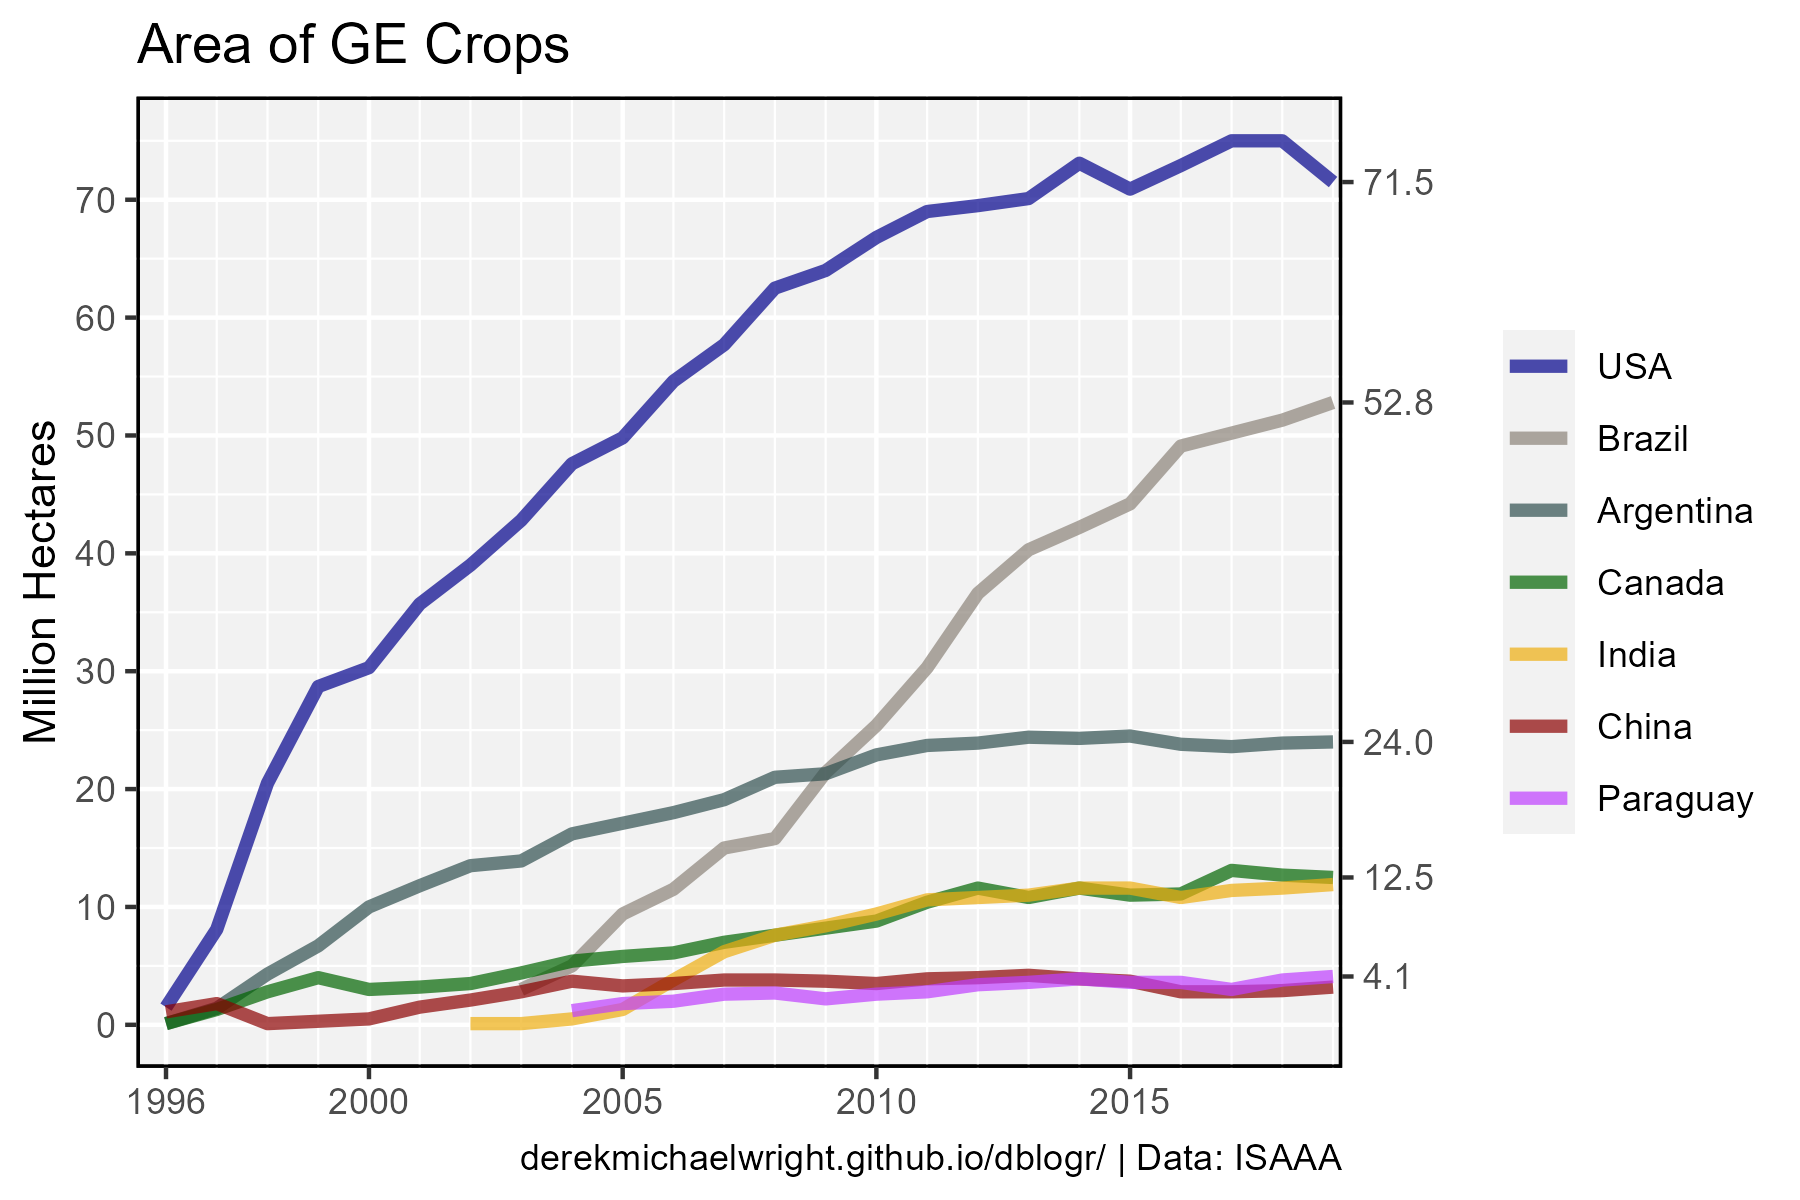 Area of GE Crops
Million Hectares
70
60
50
40
30
20
10
0
71.5
52.8
24.0
12.5
4.1
1996
2000
2005
2010
2015
USA
Brazil
Argentina
Canada
India
China
Paraguay
derekmichaelwright.github.io/dblogr/ | Data: ISAAA